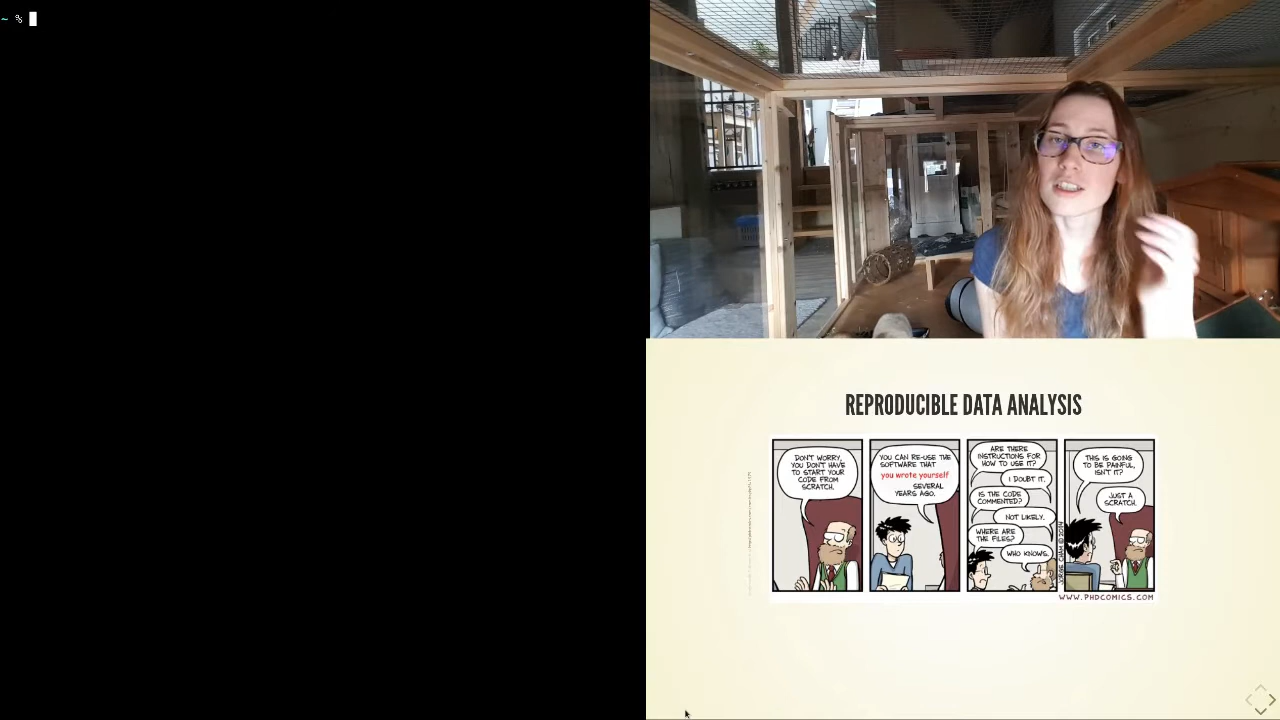 ~ %
REPRODUCIBLE DATA ANALYSIS
DON'T WORRY,
YOU DON'T HAVE
TO START YOUR
CODE FROM
SCRATCH.
YOU CAN RE-USE THE
SOFTWARE THAT
you wrote yourself
SEVERAL
YEARS AGO.
ARE THERE
INSTRUCTIONS FOR
HOW TO USE IT?
I DOUBT IT.
IS THE CODE
COMMENTED?
NOT LIKELY.
WHERE ARE
THE FILES?
WHO KNOWS.
JORGE CHAM © 2014
THIS IS GOING
TO BE PAINFUL,
ISN'T IT?
JUST A
SCRATCH.
WWW.PHDCOMICS.COM